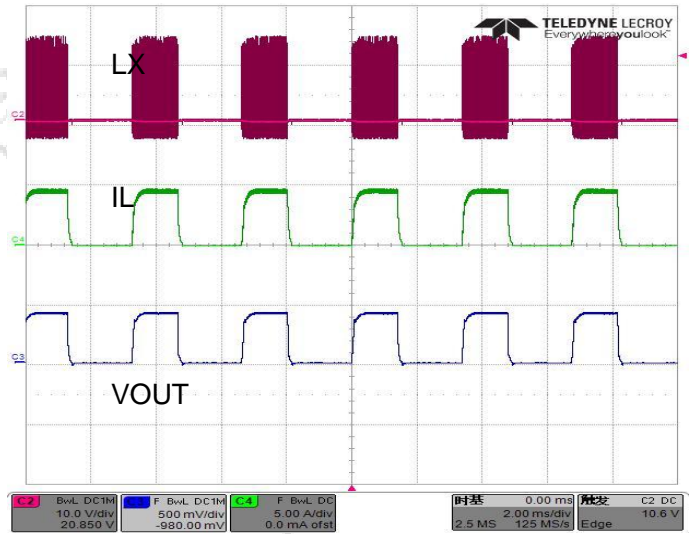 TELEDYNE LECROY
Everywhereyoulook™
LX
C2
IL
C4
C3
VOUT
C2 BwL DC1M
10.0 V/div
20.850 V
C3 F BwL DC1M
500 mV/div
-980.00 mV
C4 F BwL DC
5.00 A/div
0.0 mA ofst
时基 0.00 ms
2.00 ms/div
2.5 MS 125 MS/s
触发 C2 DC
10.6 V
Edge